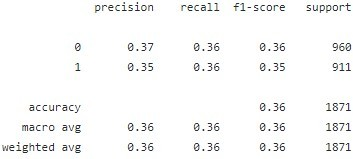 precision recall f1-score support
0 0.37 0.36 0.36 960
1 0.35 0.36 0.35 911
accuracy 0.36 1871
macro avg 0.36 0.36 0.36 1871
weighted avg 0.36 0.36 0.36 1871